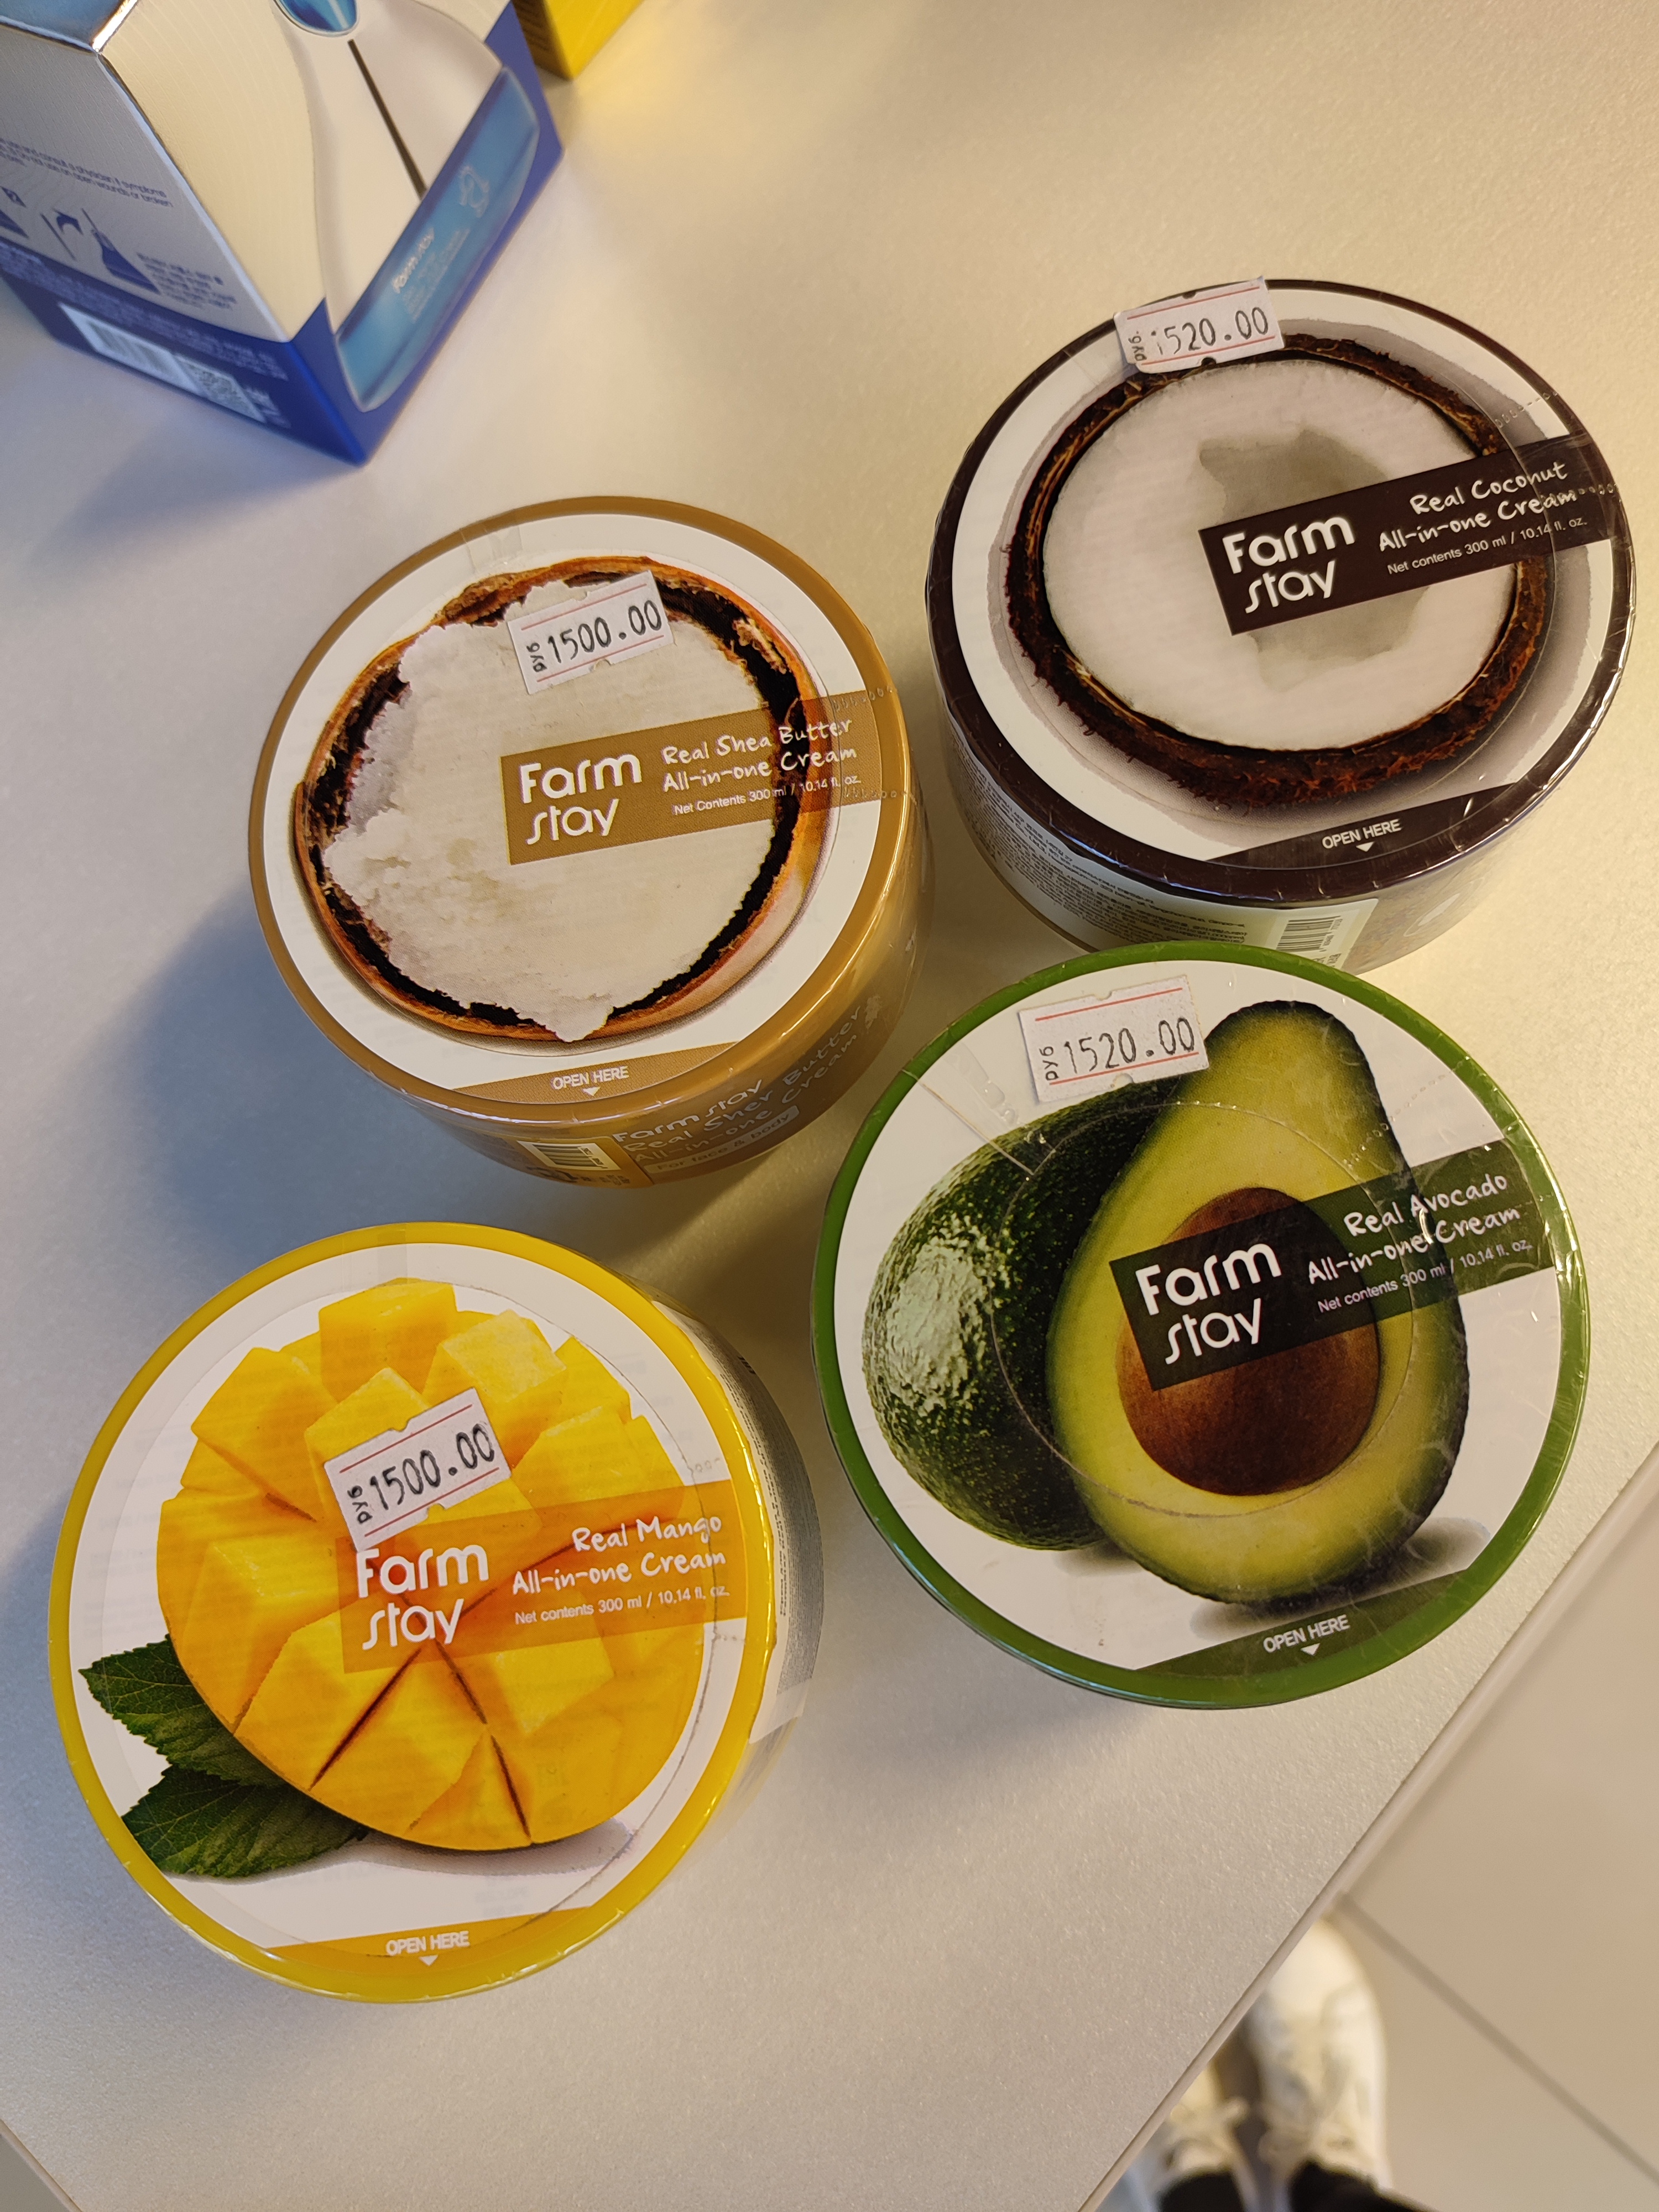 Farm stay
РУБ. 1520.00
Farm
stay
Real Coconut
All-in-one Cream
Net contents 300 ml / 10.14 fl. oz.
OPEN HERE
РУБ 1500.00
Farm
stay
Real Shea Butter
All-in-one Cream
Net Contents 300 ml / 10.14 fl. oz.
OPEN HERE
Farm stay
Real Shea Butter
All-in-one Cream
For face & body
РУБ 1520.00
Farm
stay
Real Avocado
All-in-one Cream
Net contents 300 ml / 10.14 fl. oz.
OPEN HERE
РУБ 1500.00
Farm
stay
Real Mango
All-in-one Cream
Net contents 300 ml / 10.14 fl. oz.
OPEN HERE